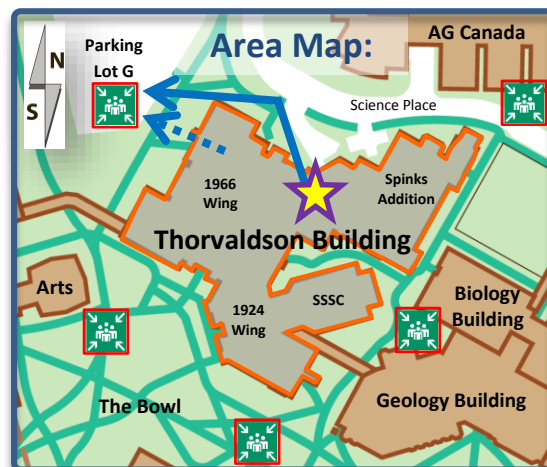 Area Map:
AG Canada
Parking
Lot G
N
S
Science Place
1966
Wing
Spinks
Addition
Thorvaldson Building
Arts
1924
Wing
SSSC
Biology
Building
The Bowl
Geology Building